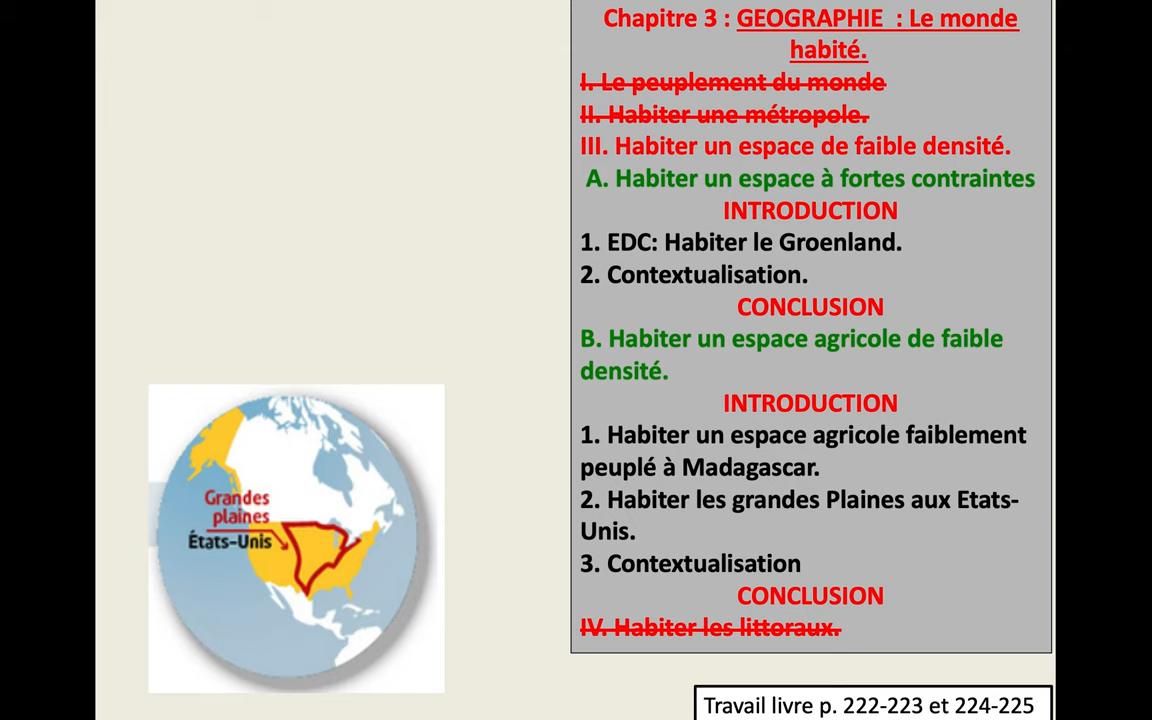 Chapitre 3 : GEOGRAPHIE : Le monde
habité.
I. Le peuplement du monde
II. Habiter une métropole.
III. Habiter un espace de faible densité.
A. Habiter un espace à fortes contraintes
INTRODUCTION
1. EDC: Habiter le Groenland.
2. Contextualisation.
CONCLUSION
B. Habiter un espace agricole de faible
densité.
INTRODUCTION
1. Habiter un espace agricole faiblement
peuplé à Madagascar.
2. Habiter les grandes Plaines aux Etats-
Unis.
3. Contextualisation
CONCLUSION
IV. Habiter les littoraux.
Grandes
plaines
États-Unis
Travail livre p. 222-223 et 224-225